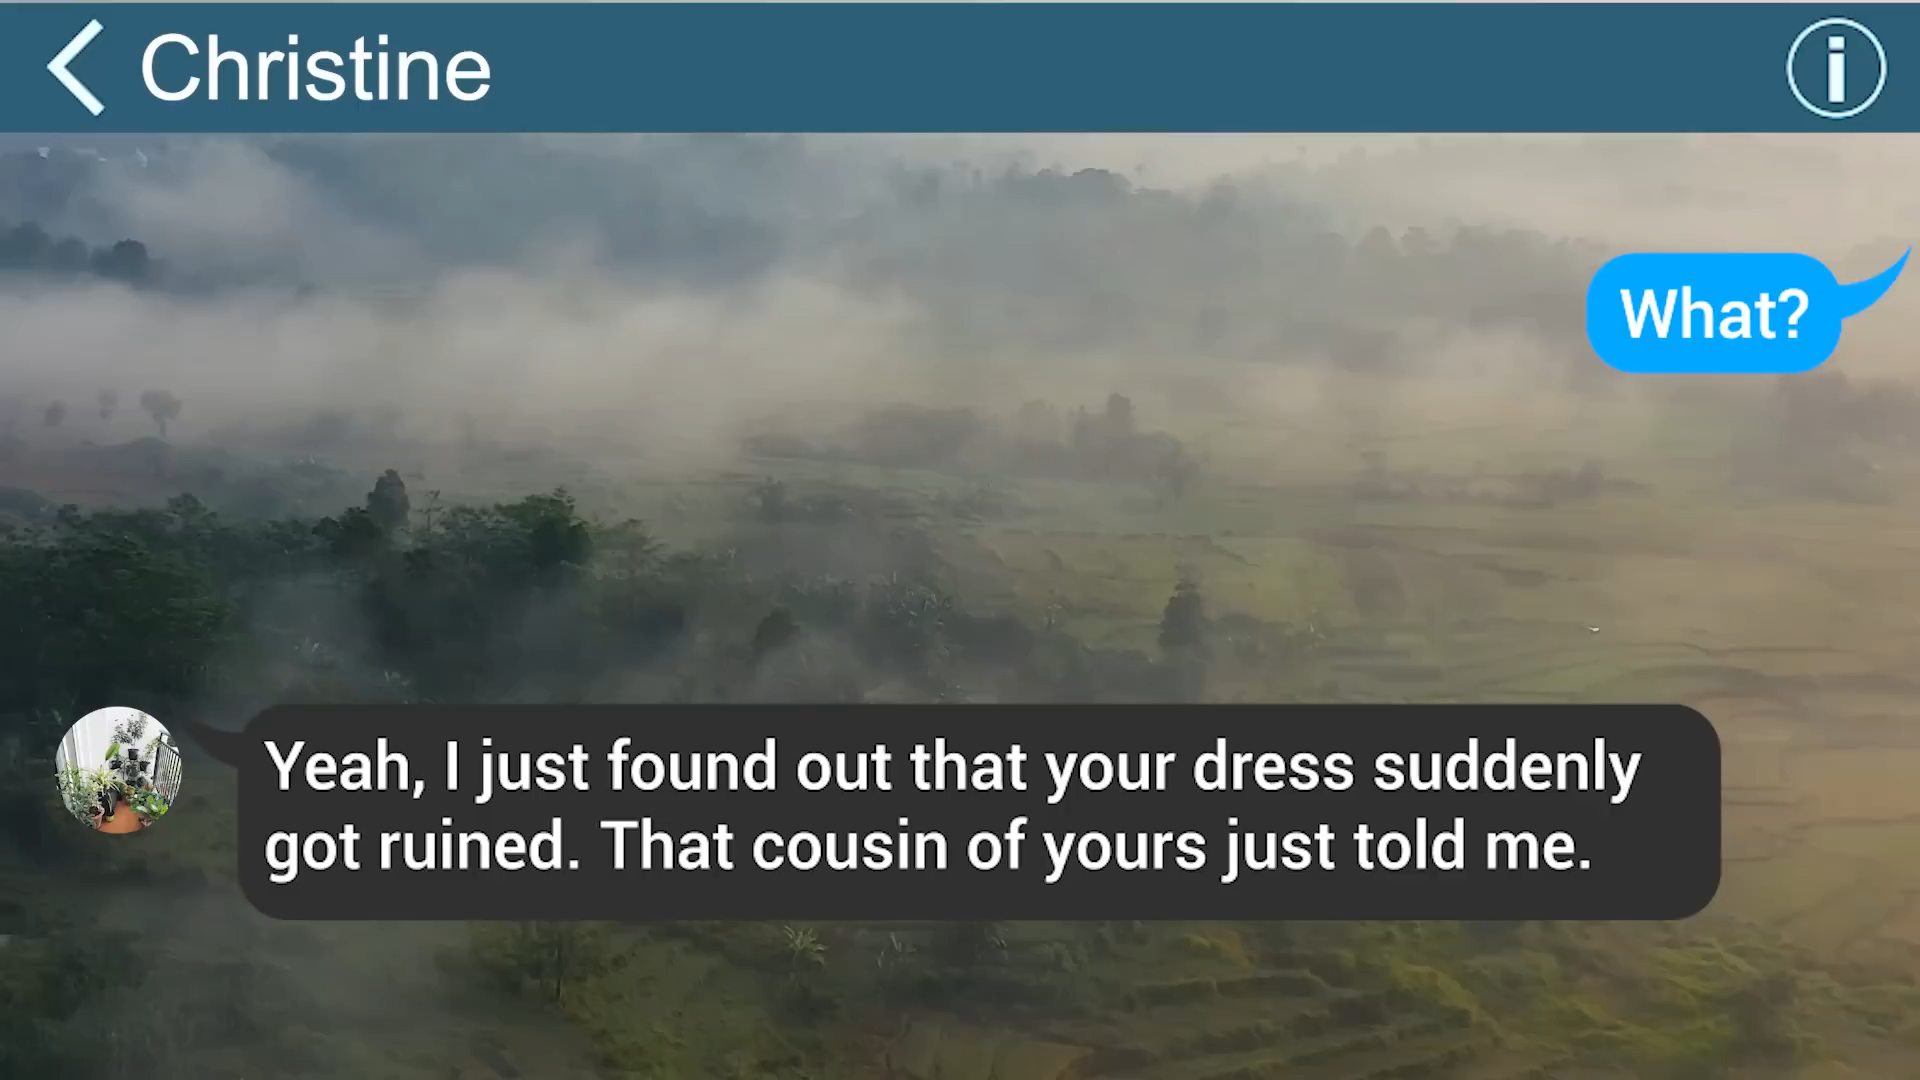 Christine
What?
Yeah, I just found out that your dress suddenly
got ruined. That cousin of yours just told me.